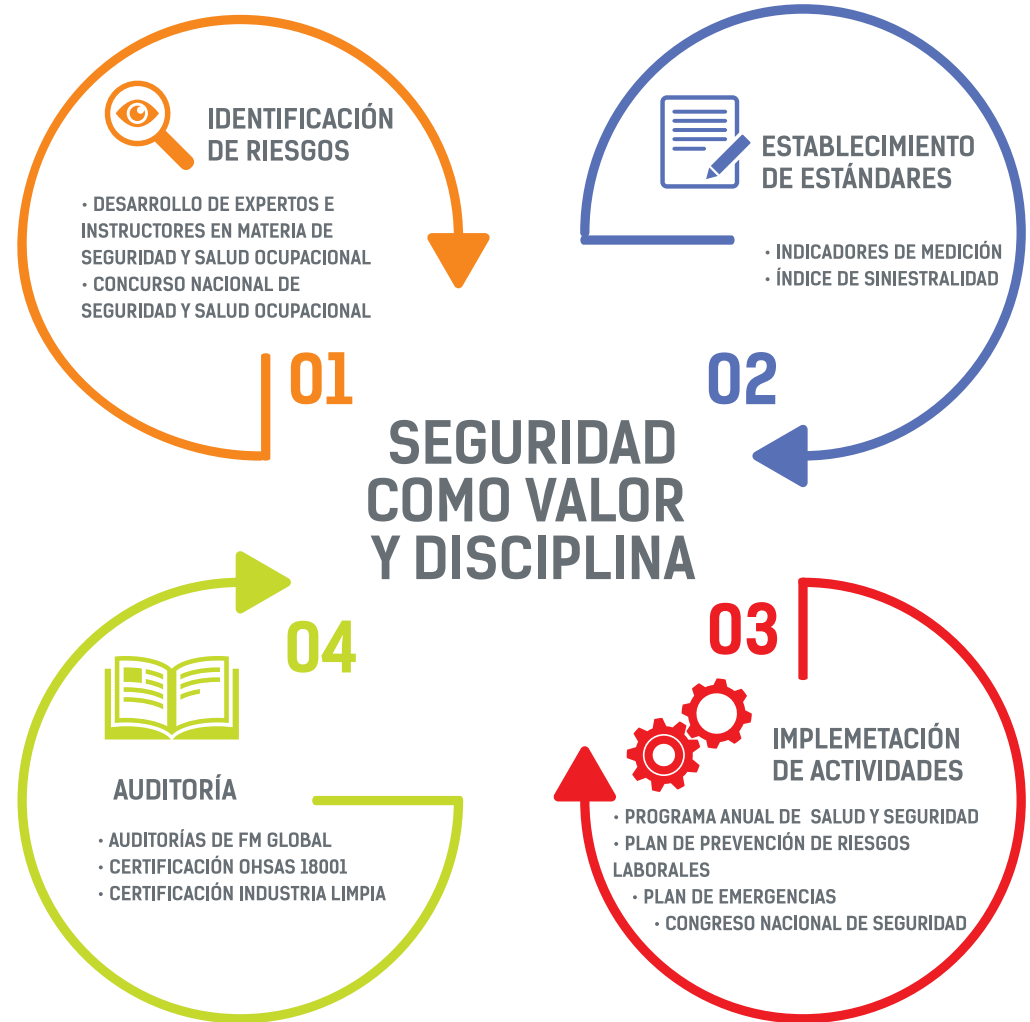 IDENTIFICACIÓN
DE RIESGOS
· DESARROLLO DE EXPERTOS E
INSTRUCTORES EN MATERIA DE
SEGURIDAD Y SALUD OCUPACIONAL
· CONCURSO NACIONAL DE
SEGURIDAD Y SALUD OCUPACIONAL
01
ESTABLECIMIENTO
DE ESTÁNDARES
· INDICADORES DE MEDICIÓN
· ÍNDICE DE SINIESTRALIDAD
02
SEGURIDAD
COMO VALOR
Y DISCIPLINA
03
IMPLEMETACIÓN
DE ACTIVIDADES
· PROGRAMA ANUAL DE SALUD Y SEGURIDAD
· PLAN DE PREVENCIÓN DE RIESGOS
LABORALES
· PLAN DE EMERGENCIAS
· CONGRESO NACIONAL DE SEGURIDAD
04
AUDITORÍA
· AUDITORÍAS DE FM GLOBAL
· CERTIFICACIÓN OHSAS 18001
· CERTIFICACIÓN INDUSTRIA LIMPIA